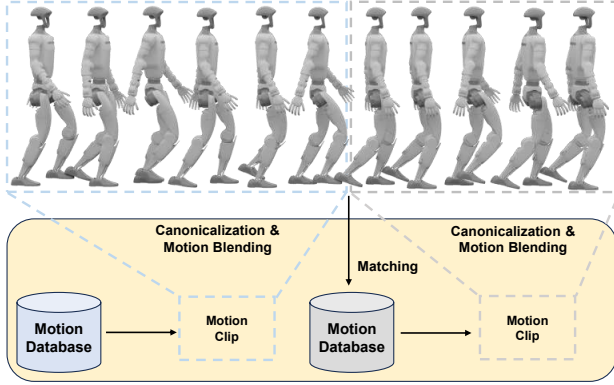 Canonicalization &
Motion Blending
Canonicalization &
Motion Blending
Matching
Motion
Database
Motion
Clip
Motion
Database
Motion
Clip